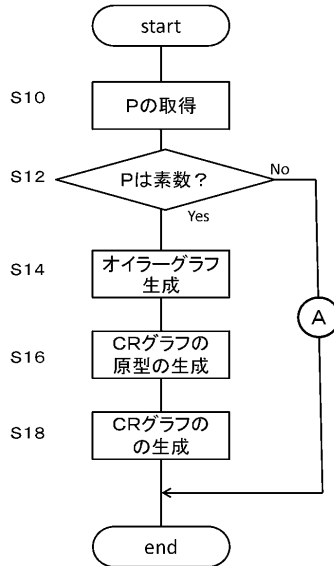 start
S10
Pの取得
S12
Pは素数？
No
Yes
S14
オイラーグラフ
生成
A
S16
CRグラフの
原型の生成
S18
CRグラフの
の生成
end